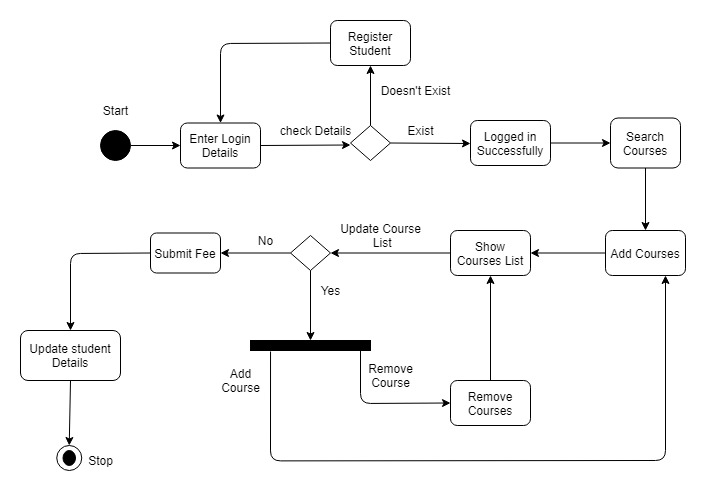 Register
Student
Doesn't Exist
Start
Enter Login
Details
check Details
Exist
Logged in
Successfully
Search
Courses
Update Course
List
No
Submit Fee
Show
Courses List
Add Courses
Yes
Update student
Details
Add
Course
Remove
Course
Remove
Courses
Stop